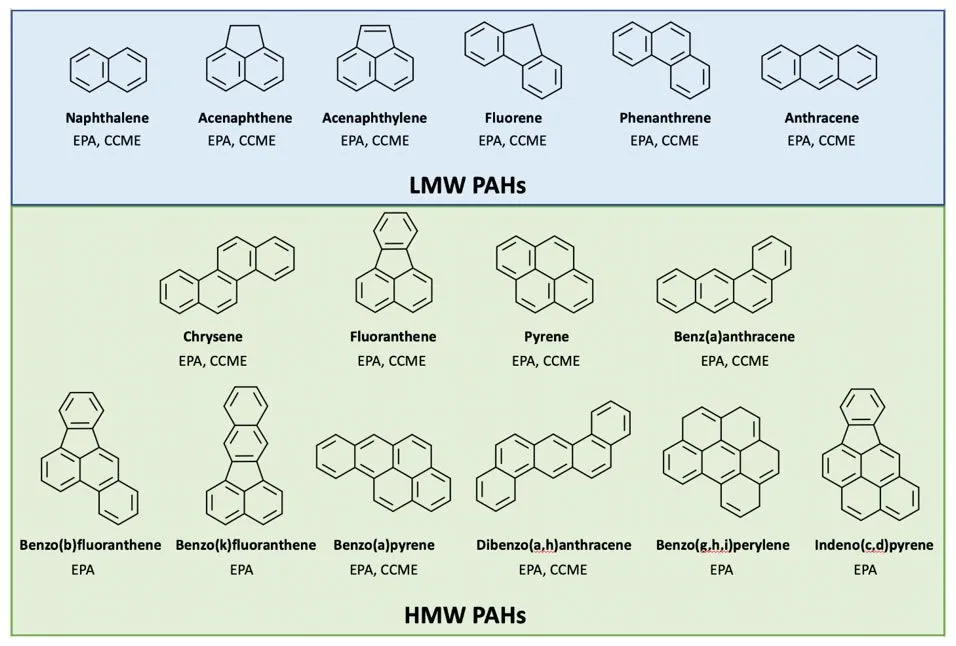 Naphthalene Acenaphthene Acenaphthylene Fluorene Phenanthrene Anthracene
EPA, CCME EPA, CCME EPA, CCME EPA, CCME EPA, CCME EPA, CCME
LMW PAHs
Chrysene Fluoranthene Pyrene Benz(a)anthracene
EPA, CCME EPA, CCME EPA, CCME EPA, CCME
Benzo(b)fluoranthene Benzo(k)fluoranthene Benzo(a)pyrene Dibenzo(a,h)anthracene Benzo(g,h,i)perylene Indeno(c,d)pyrene
EPA EPA EPA, CCME EPA, CCME EPA EPA
HMW PAHs